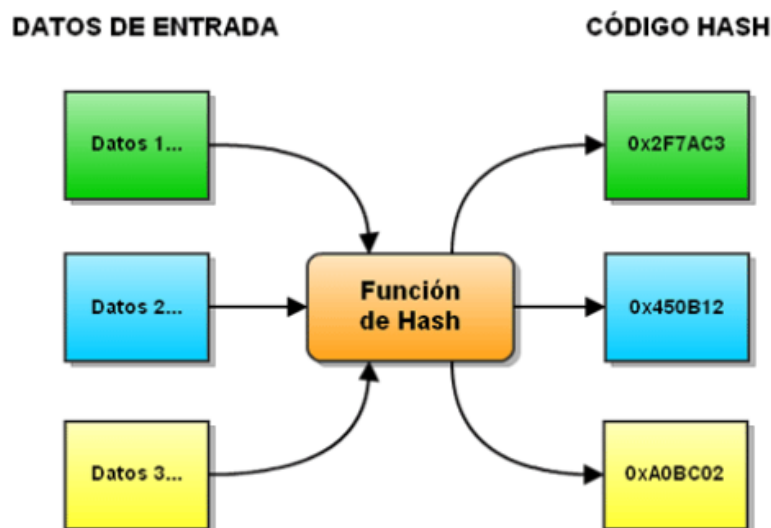 DATOS DE ENTRADA
CÓDIGO HASH
Datos 1...
0x2F7AC3
Datos 2...
Función
de Hash
0x450B12
Datos 3...
0xA0BC02